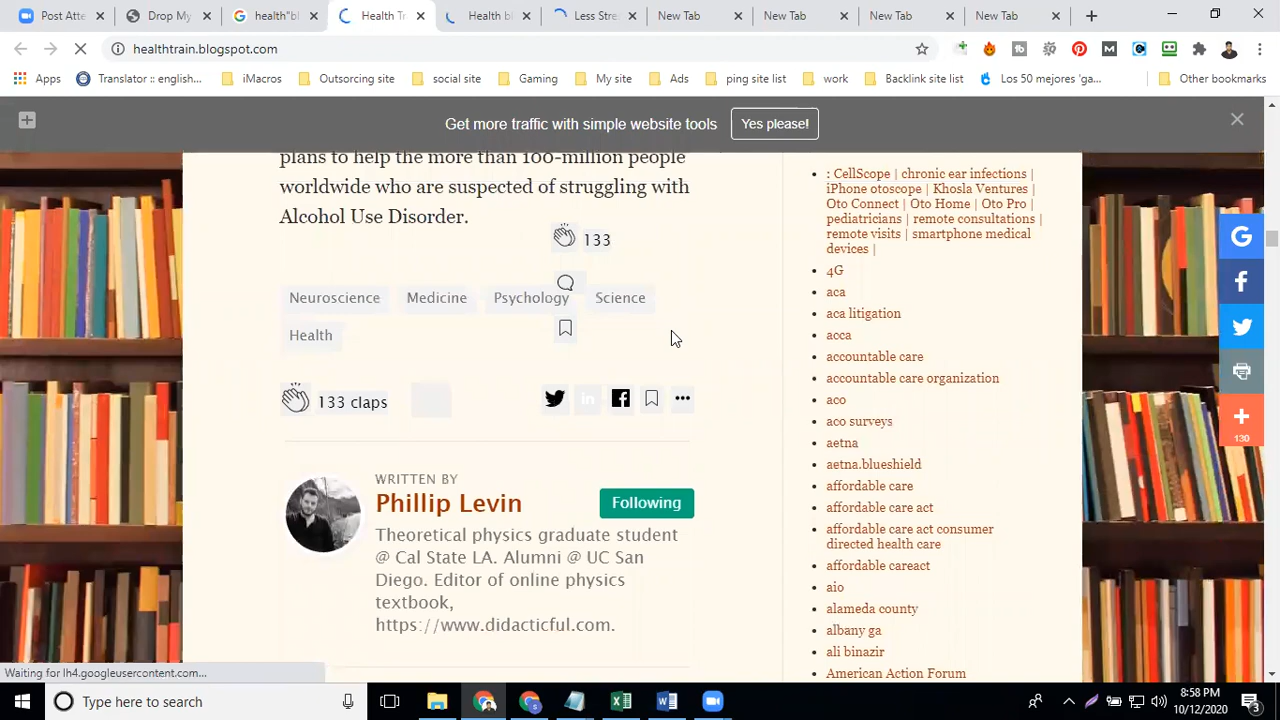 Post Atte
Drop My
health"bl
Health Tr
Health bl
Less Stre
New Tab
New Tab
New Tab
New Tab
healthtrain.blogspot.com
Apps
Translator :: english...
iMacros
Outsorcing site
social site
Gaming
My site
Ads
ping site list
work
Backlink site list
Los 50 mejores 'ga...
Other bookmarks
Get more traffic with simple website tools
Yes please!
plans to help the more than 100-million people
worldwide who are suspected of struggling with
Alcohol Use Disorder.
133
Neuroscience
Medicine
Psychology
Science
Health
133 claps
WRITTEN BY
Phillip Levin
Following
Theoretical physics graduate student
@ Cal State LA. Alumni @ UC San
Diego. Editor of online physics
textbook,
https://www.didacticful.com.
: CellScope | chronic ear infections |
iPhone otoscope | Khosla Ventures |
Oto Connect | Oto Home | Oto Pro |
pediatricians | remote consultations |
remote visits | smartphone medical
devices |
4G
aca
aca litigation
acca
accountable care
accountable care organization
aco
aco surveys
aetna
aetna.blueshield
affordable care
affordable care act
affordable care act consumer
directed health care
affordable careact
aio
alameda county
albany ga
ali binazir
American Action Forum
130
Waiting for lh4.googleusercontent.com...
Type here to search
8:58 PM
10/12/2020
3